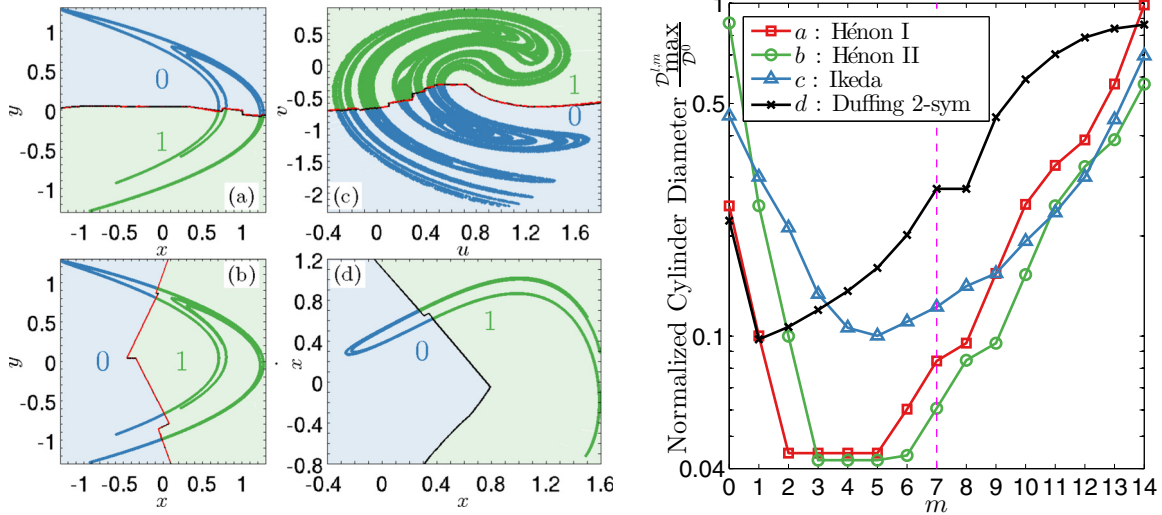 1
0.5
0
-0.5
-1
y
0
1
(a)
-1
-0.5
0
0.5
1
x
0.5
0
-0.5
-1
-1.5
-2
v
1
0
(c)
-0.4
0
0.4
0.8
1.2
1.6
u
1
0.5
0
-0.5
-1
y
0
1
(b)
-1
-0.5
0
0.5
1
x
1.2
0.8
0.4
0
-0.4
-0.8
ẋ
0
1
(d)
-0.4
0
0.4
0.8
1.2
1.6
x
Normalized Cylinder Diameter 𝒟^{l,m}_{max}/𝒟^0
1
0.5
0.1
0.04
a : Hénon I
b : Hénon II
c : Ikeda
d : Duffing 2-sym
0 1 2 3 4 5 6 7 8 9 10 11 12 13 14
m